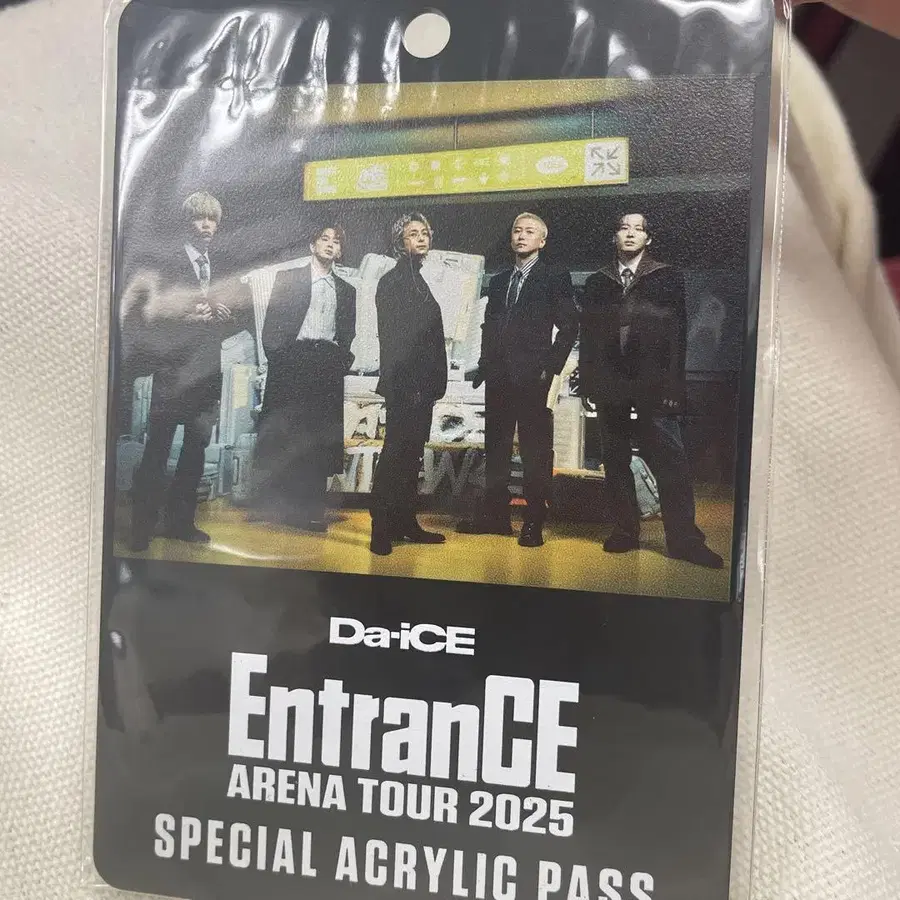 Da-iCE
EntranCE
ARENA TOUR 2025
SPECIAL ACRYLIC PASS